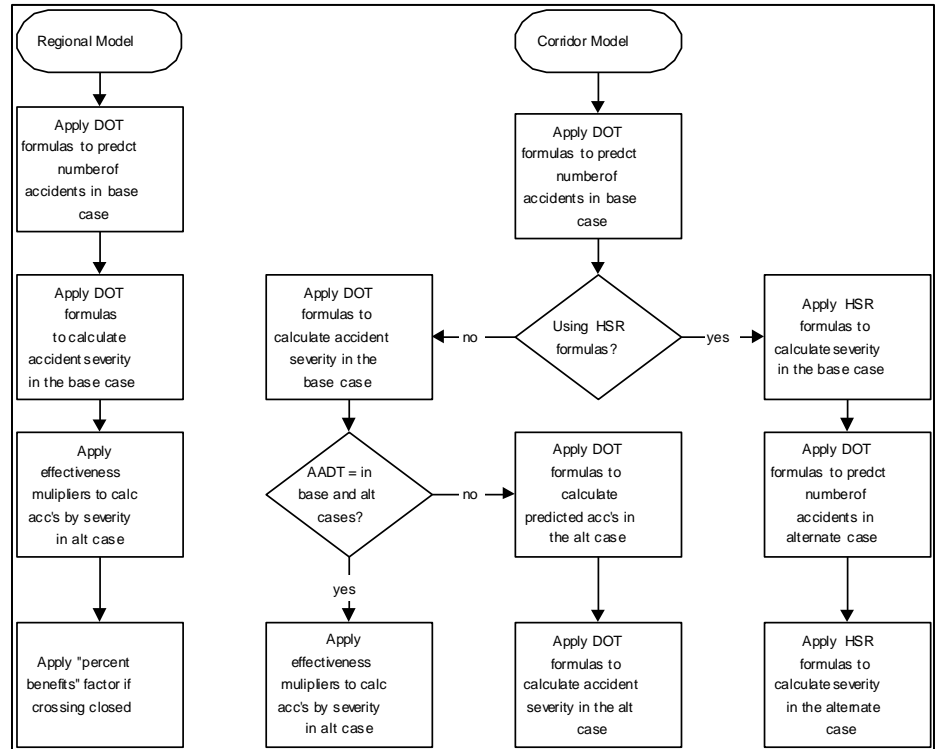 Regional Model
Apply DOT
formulas to predct
numberof
accidents in base
case
Apply DOT
formulas
to calculate
accident severity
in the base case
Apply
effectiveness
mulipliers to calc
acc's by severity
in alt case
Apply "percent
benefits" factor if
crossing closed
Corridor Model
Apply DOT
formulas to predct
numberof
accidents in base
case
Using HSR
formulas?
no
yes
Apply DOT
formulas to
calculate accident
severity in the
base case
AADT = in
base and alt
cases?
no
yes
Apply
effectiveness
mulipliers to calc
acc's by severity
in alt case
Apply DOT
formulas to
calculate
predicted acc's in
the alt case
Apply DOT
formulas to
calculate accident
severity in the alt
case
Apply HSR
formulas to
calculate severity
in the base case
Apply DOT
formulas to predct
numberof
accidents in
alternate case
Apply HSR
formulas to
calculate severity
in the alternate
case